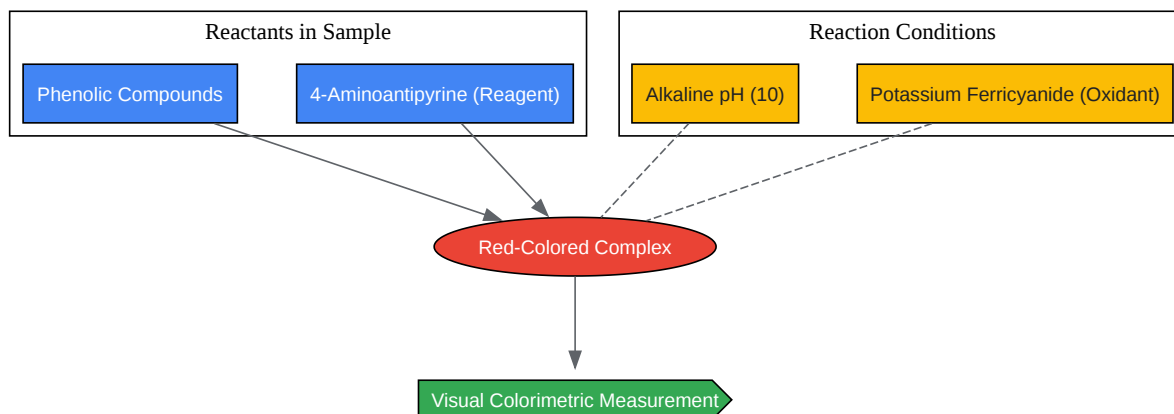 Reactants in Sample
Reaction Conditions
Phenolic Compounds
4-Aminoantipyrine (Reagent)
Alkaline pH (10)
Potassium Ferricyanide (Oxidant)
Red-Colored Complex
Visual Colorimetric Measurement